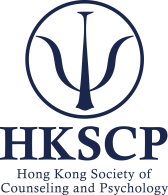 HKSCP
Hong Kong Society of
Counseling and Psychology